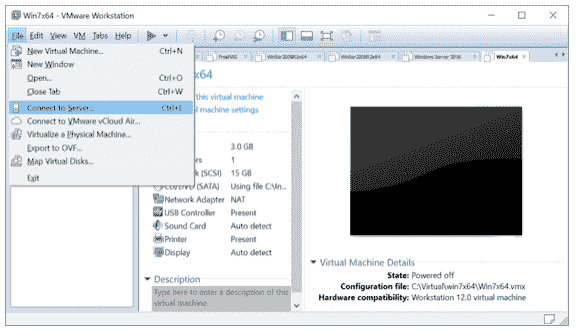 Win7x64 - VMware Workstation
File Edit View VM Tabs Help
New Virtual Machine... Ctrl+N
New Window
Open... Ctrl+O
Close Tab Ctrl+W
Connect to Server... Ctrl+L
Connect to VMware vCloud Air...
Virtualize a Physical Machine...
Export to OVF...
Map Virtual Disks...
Exit
FreeNAS
WinSer2008R2x64
WinSer2012R2x64
Windows Server 2016
Win7x64
x64
this virtual machine
al machine settings
3.0 GB
rs 1
k (SCSI) 15 GB
CD/DVD (SATA) Using file C:\In...
Network Adapter NAT
USB Controller Present
Sound Card Auto detect
Printer Present
Display Auto detect
Description
Type here to enter a description of this
virtual machine.
Virtual Machine Details
State: Powered off
Configuration file: C:\Virtual\win7x64\Win7x64.vmx
Hardware compatibility: Workstation 12.0 virtual machine